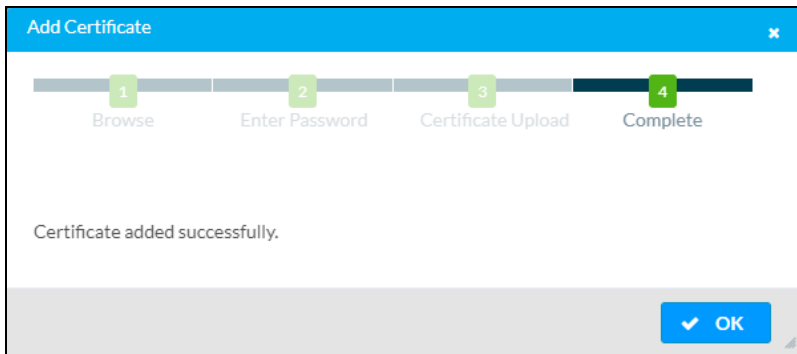 Add Certificate
1 2 3 4
Browse Enter Password Certificate Upload Complete
Certificate added successfully.
OK